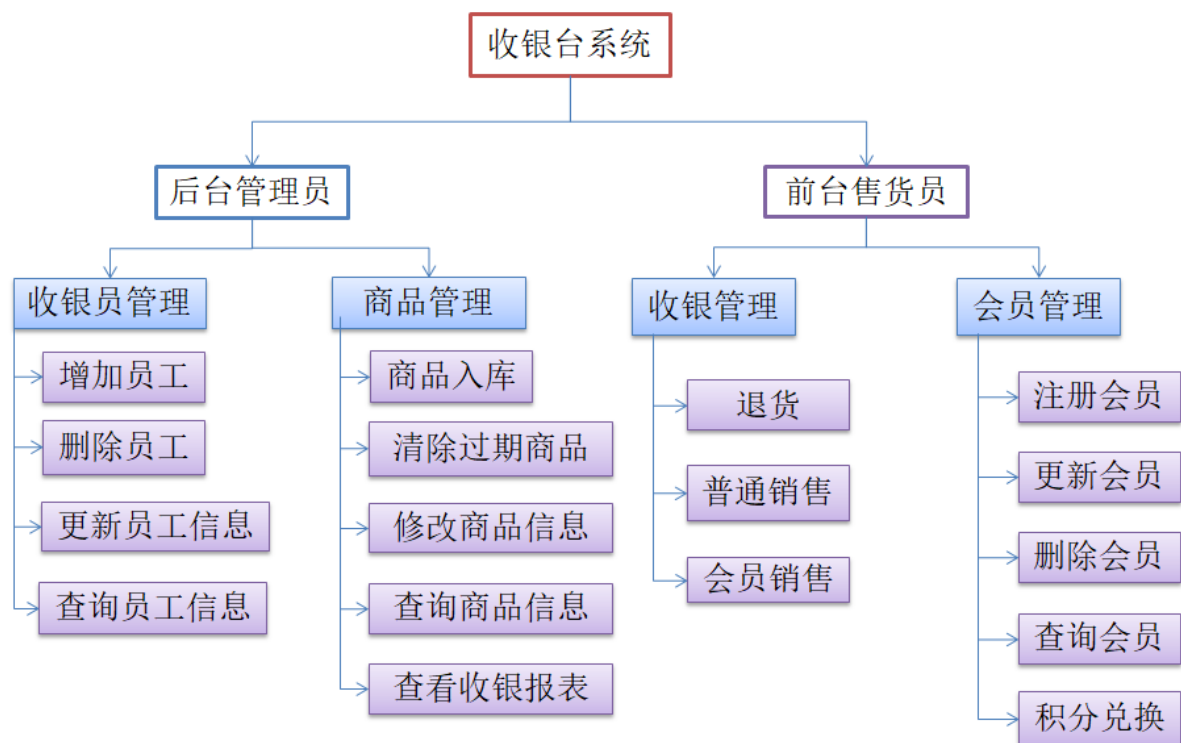 收银台系统
后台管理员
前台售货员
收银员管理
商品管理
收银管理
会员管理
增加员工
删除员工
更新员工信息
查询员工信息
商品入库
清除过期商品
修改商品信息
查询商品信息
查看收银报表
退货
普通销售
会员销售
注册会员
更新会员
删除会员
查询会员
积分兑换